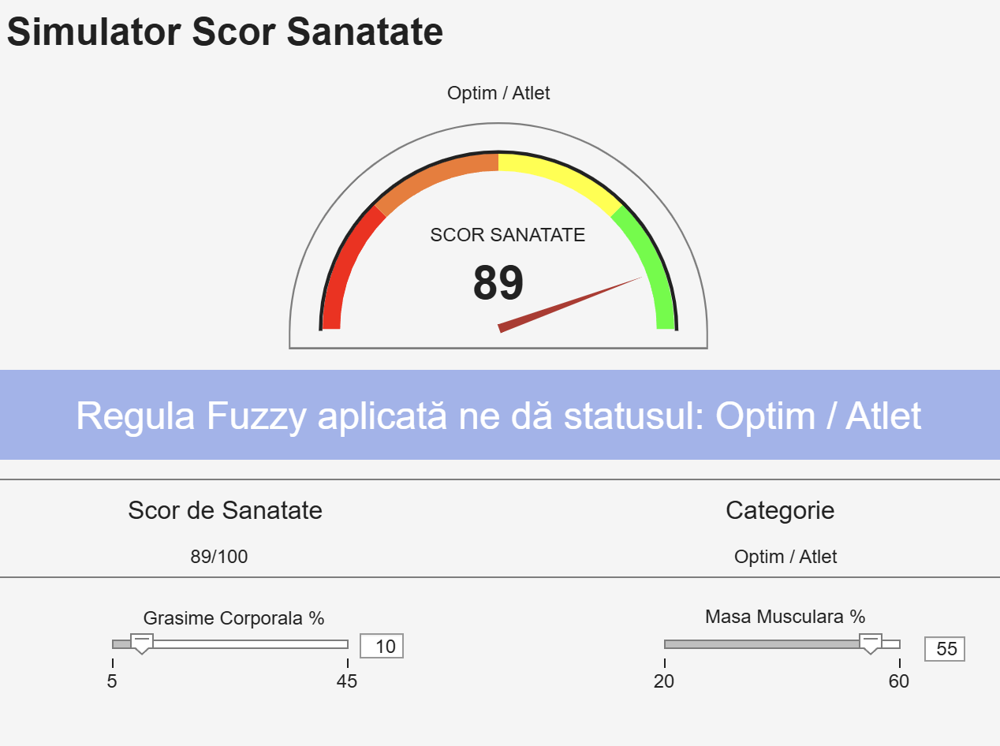 Simulator Scor Sanatate
Optim / Atlet
SCOR SANATATE
89
Regula Fuzzy aplicată ne dă statusul: Optim / Atlet
Scor de Sanatate
Categorie
89/100
Optim / Atlet
Grasime Corporala %
10
5
45
Masa Musculara %
55
20
60